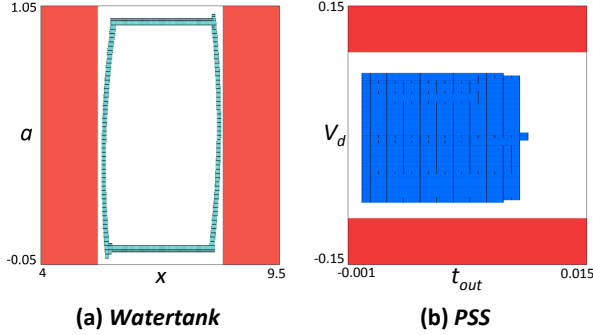 1.05
a
-0.05
4
x
9.5
(a) Watertank
0.15
V_d
-0.15
-0.001
t_out
0.015
(b) PSS